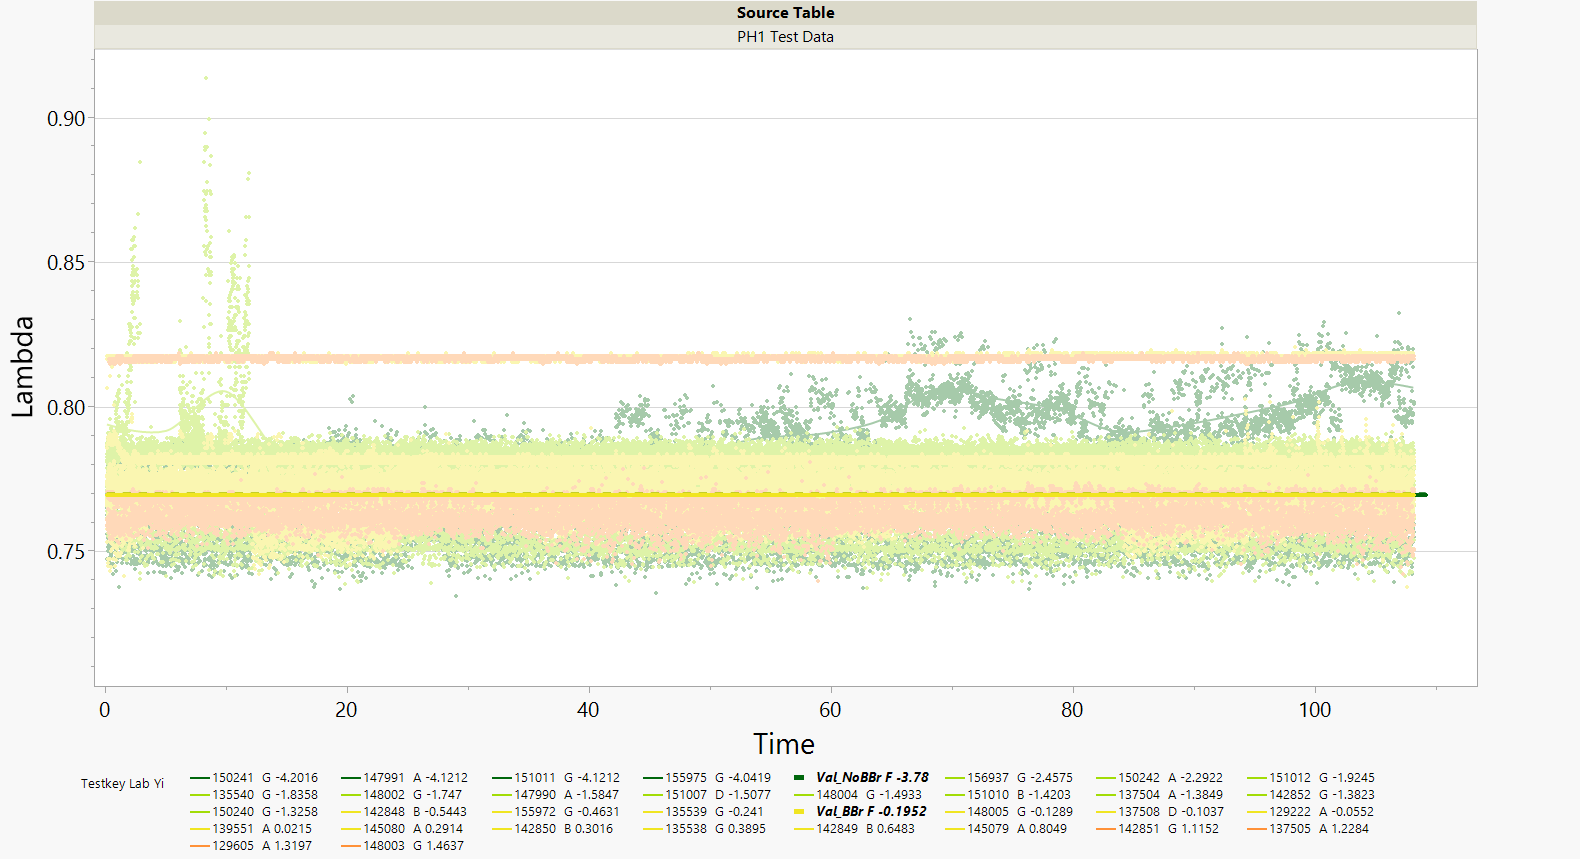 Source Table
PH1 Test Data
0.90
0.85
0.80
0.75
Lambda
0 20 40 60 80 100
Time
Testkey Lab Yi
150241 G -4.2016 147991 A -4.1212 151011 G -4.1212 155975 G -4.0419 Val_NoBBr F -3.78 156937 G -2.4575 150242 A -2.2922 151012 G -1.9245
135540 G -1.8358 148002 G -1.747 147990 A -1.5847 151007 D -1.5077 148004 G -1.4933 151010 B -1.4203 137504 A -1.3849 142852 G -1.3823
150240 G -1.3258 142848 B -0.5443 155972 G -0.4631 135539 G -0.241 Val_BBr F -0.1952 148005 G -0.1289 137508 D -0.1037 129222 A -0.0552
139551 A 0.0215 145080 A 0.2914 142850 B 0.3016 135538 G 0.3895 142849 B 0.6483 145079 A 0.8049 142851 G 1.1152 137505 A 1.2284
129605 A 1.3197 148003 G 1.4637